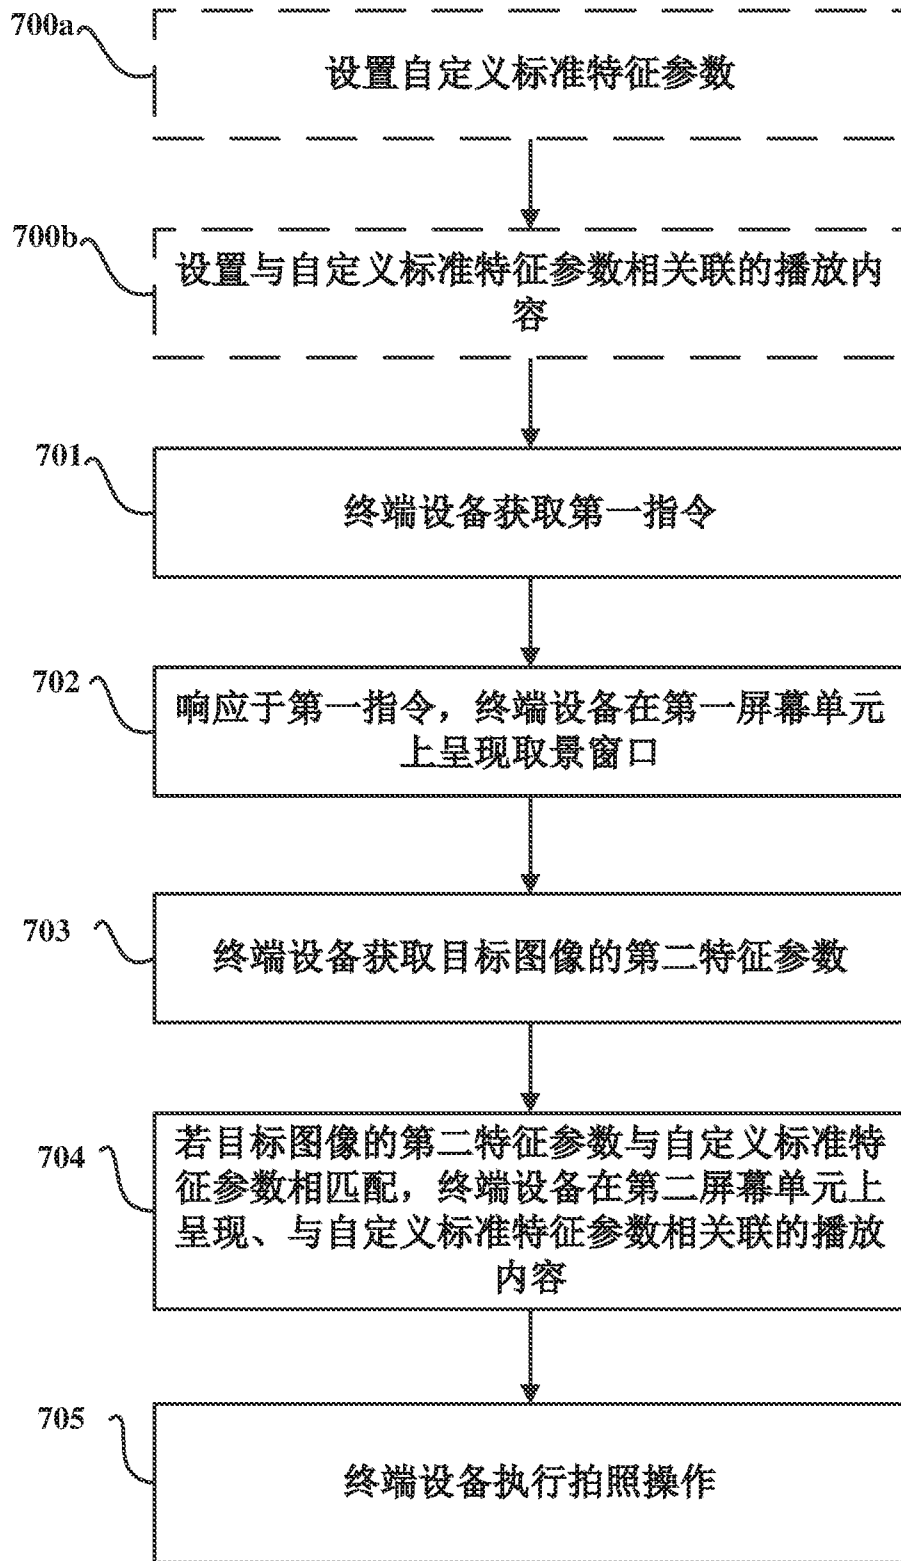 700a
设置自定义标准特征参数
700b
设置与自定义标准特征参数相关联的播放内
容
701
终端设备获取第一指令
702
响应于第一指令，终端设备在第一屏幕单元
上呈现取景窗口
703
终端设备获取目标图像的第二特征参数
704
若目标图像的第二特征参数与自定义标准特
征参数相匹配，终端设备在第二屏幕单元上
呈现、与自定义标准特征参数相关联的播放
内容
705
终端设备执行拍照操作